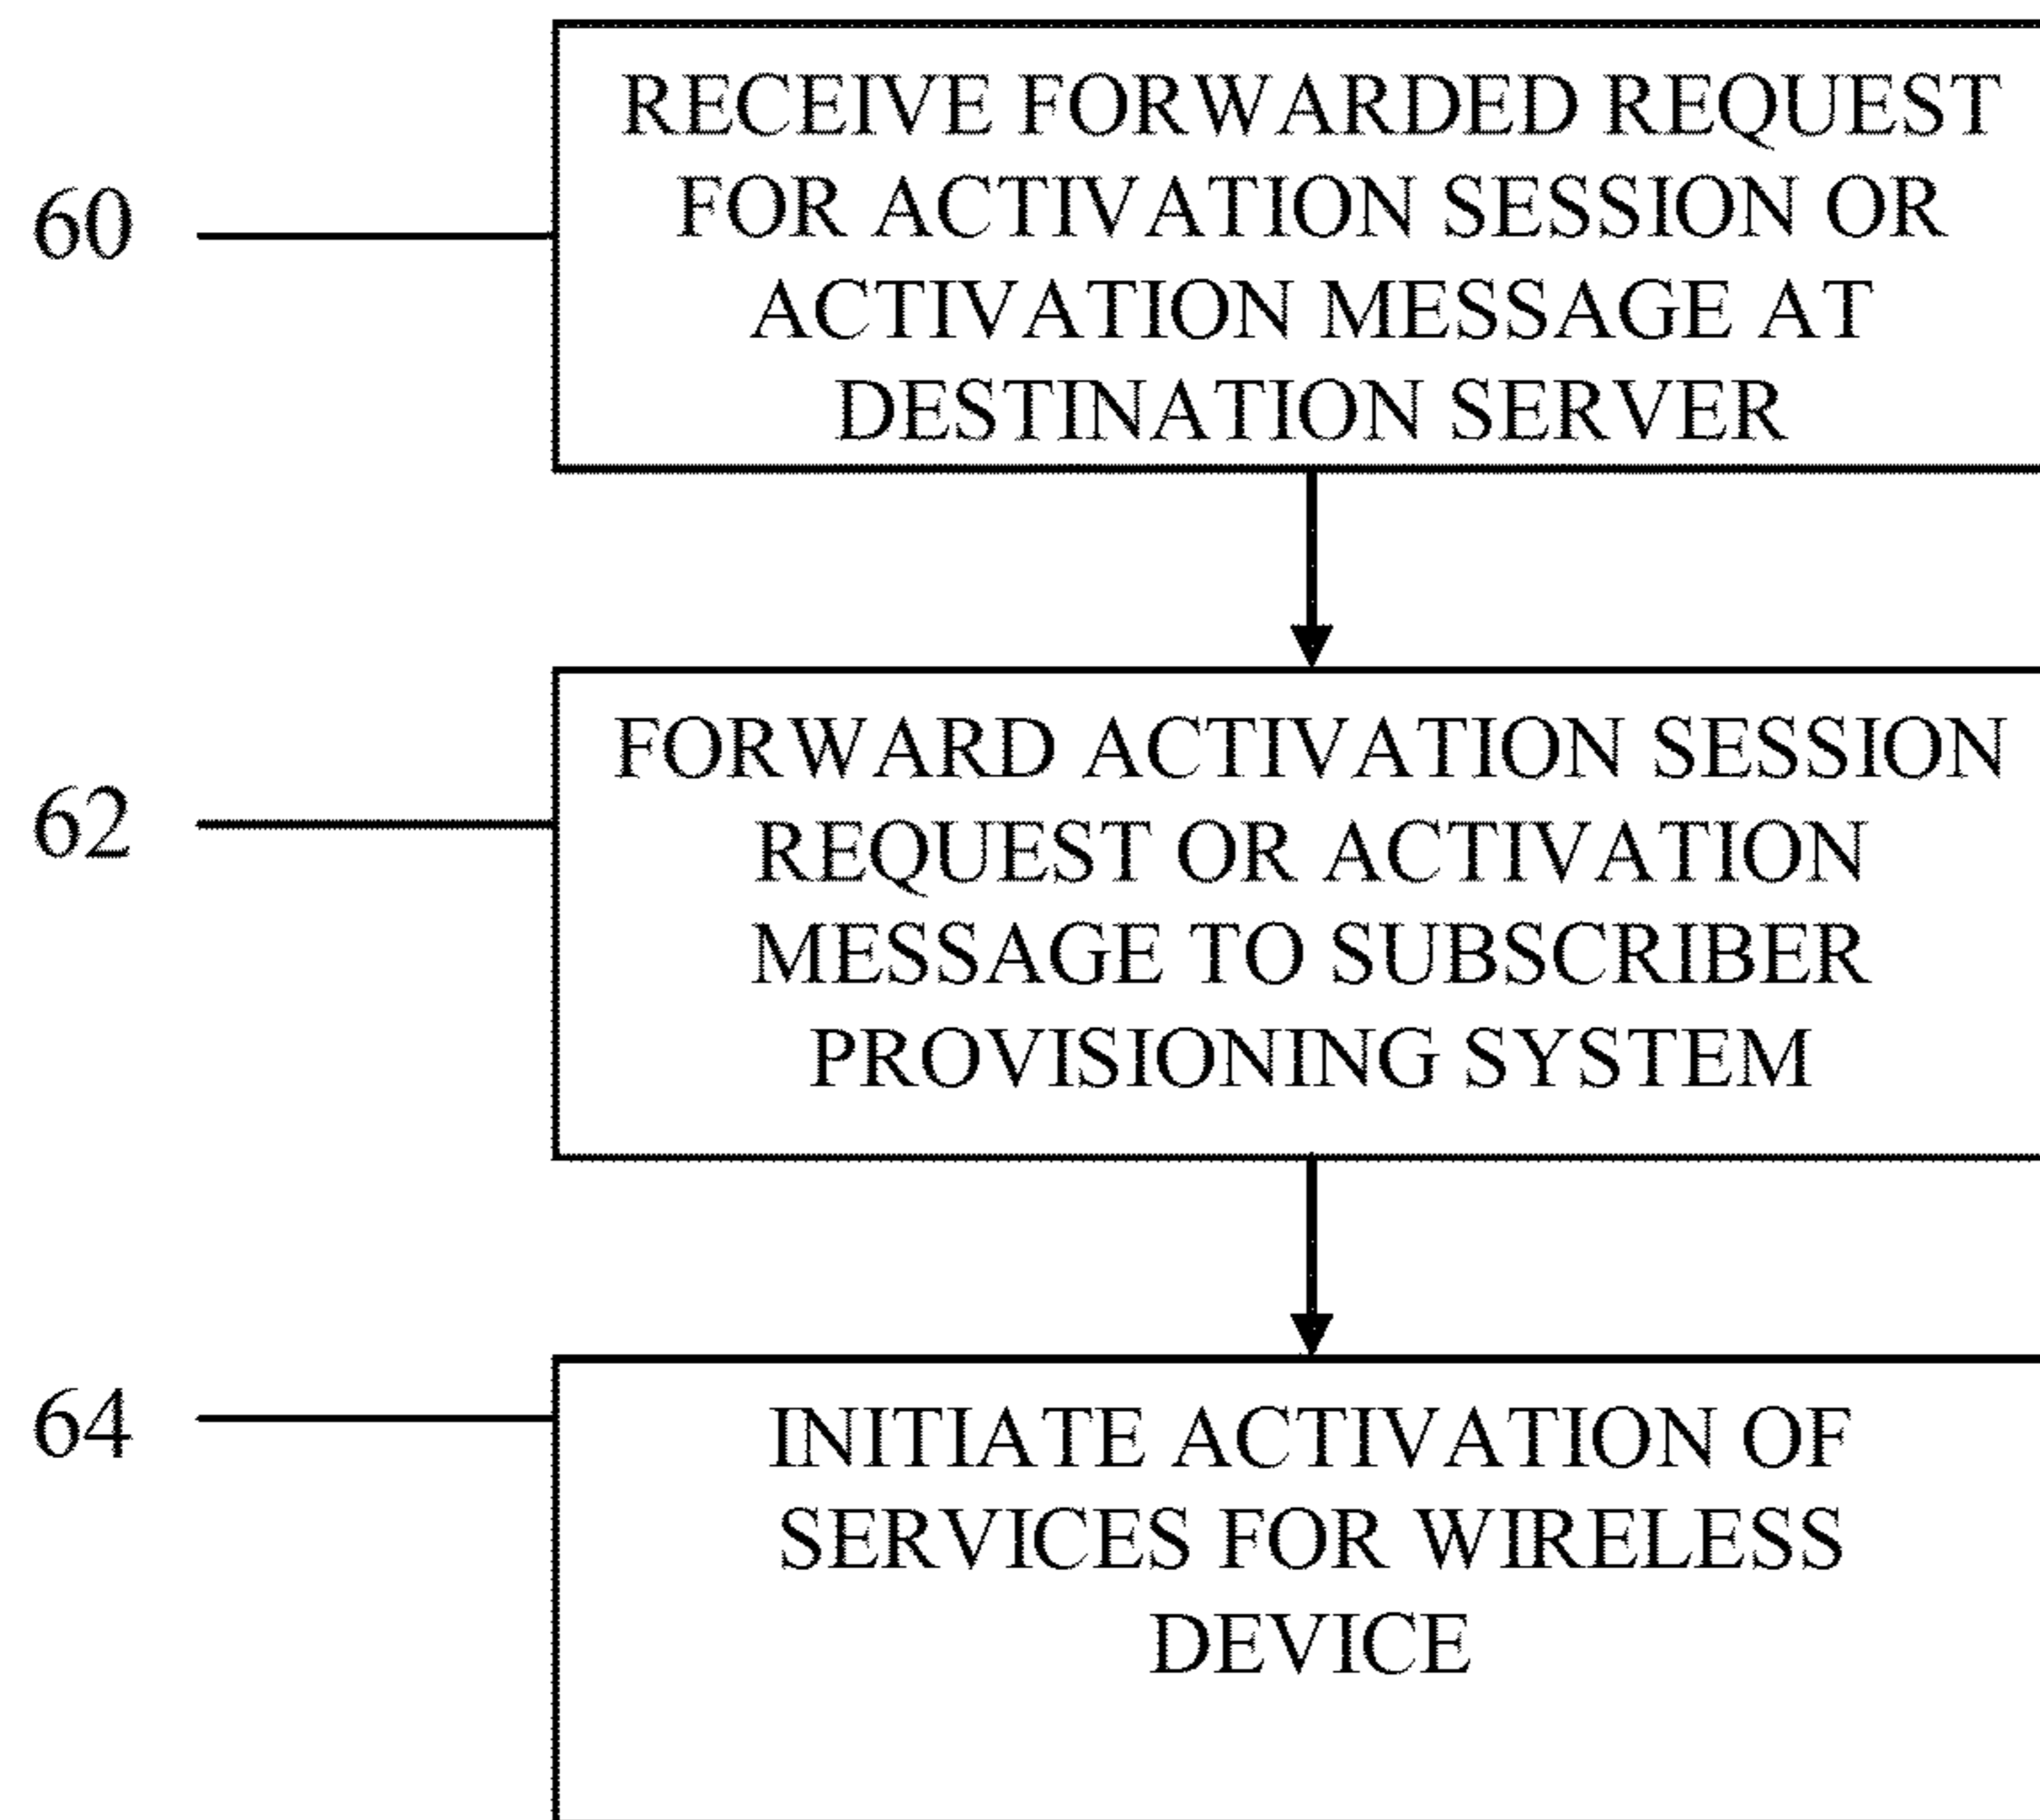 60
RECEIVE FORWARDED REQUEST
FOR ACTIVATION SESSION OR
ACTIVATION MESSAGE AT
DESTINATION SERVER
62
FORWARD ACTIVATION SESSION
REQUEST OR ACTIVATION
MESSAGE TO SUBSCRIBER
PROVISIONING SYSTEM
64
INITIATE ACTIVATION OF
SERVICES FOR WIRELESS
DEVICE